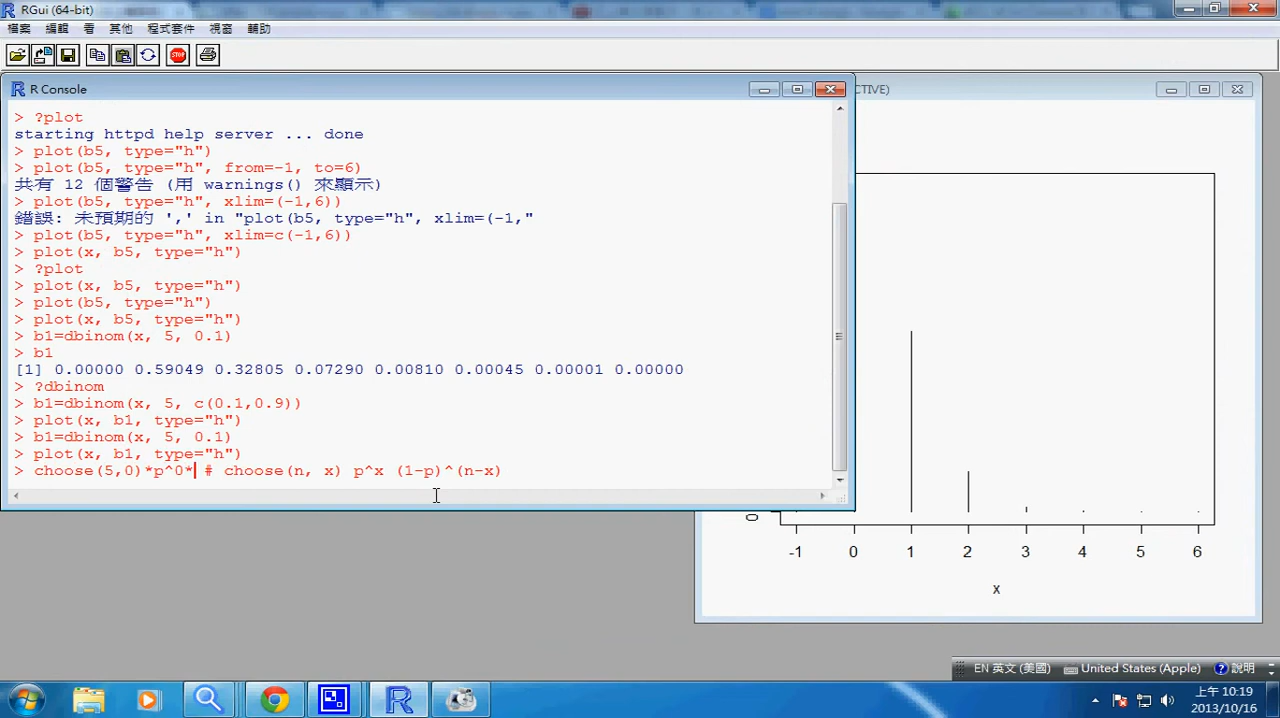 RGui (64-bit)
檔案 編輯 看 其他 程式套件 視窗 輔助
STOP
R Console
CTIVE)
> ?plot
starting httpd help server ... done
> plot(b5, type="h")
> plot(b5, type="h", from=-1, to=6)
共有 12 個警告 (用 warnings() 來顯示)
> plot(b5, type="h", xlim=(-1,6))
錯誤: 未預期的 ',' in "plot(b5, type="h", xlim=(-1,"
> plot(b5, type="h", xlim=c(-1,6))
> plot(x, b5, type="h")
> ?plot
> plot(x, b5, type="h")
> plot(b5, type="h")
> plot(x, b5, type="h")
> b1=dbinom(x, 5, 0.1)
> b1
[1] 0.00000 0.59049 0.32805 0.07290 0.00810 0.00045 0.00001 0.00000
> ?dbinom
> b1=dbinom(x, 5, c(0.1,0.9))
> plot(x, b1, type="h")
> b1=dbinom(x, 5, 0.1)
> plot(x, b1, type="h")
> choose(5,0)*p^0* # choose(n, x) p^x (1-p)^(n-x)
0
-1 0 1 2 3 4 5 6
x
EN 英文 (美國) United States (Apple) 說明
上午 10:19
2013/10/16